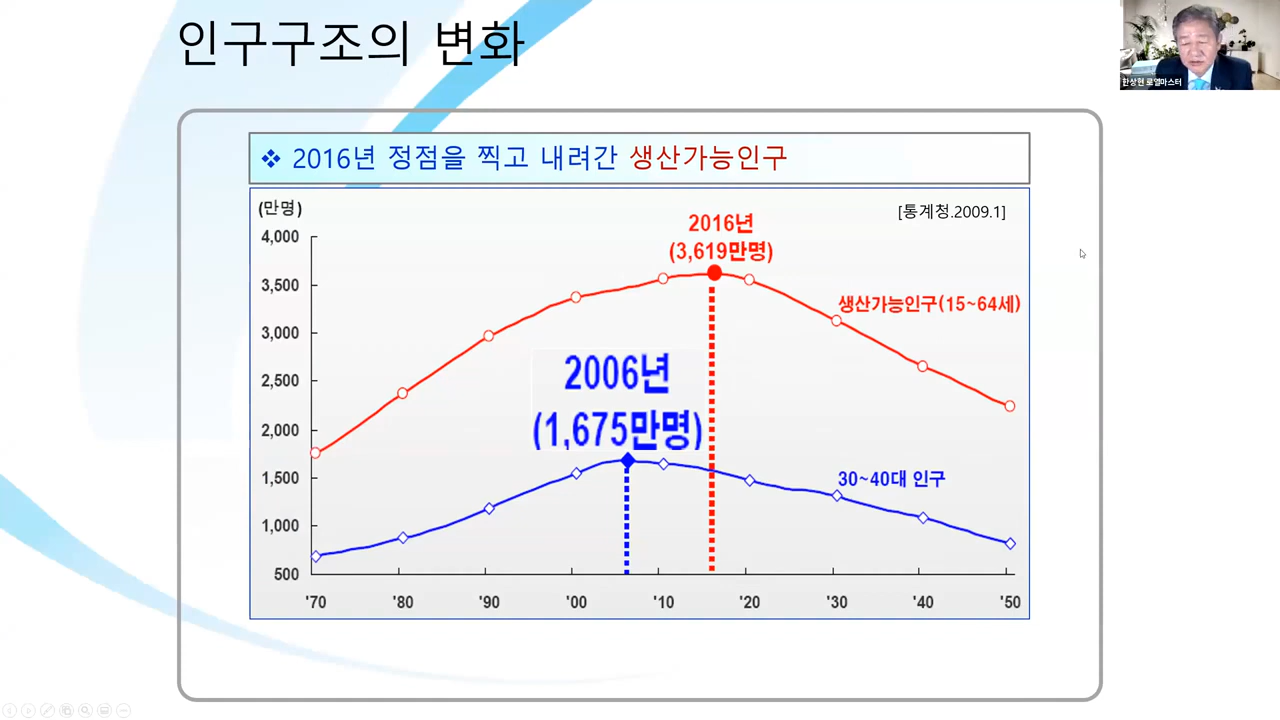 인구구조의 변화
한상현 로열마스터
❖ 2016년 정점을 찍고 내려간 생산가능인구
(만명)
[통계청.2009.1]
2016년
(3,619만명)
4,000
3,500
3,000
2,500
2,000
1,500
1,000
500
생산가능인구(15~64세)
2006년
(1,675만명)
30~40대 인구
'70 '80 '90 '00 '10 '20 '30 '40 '50